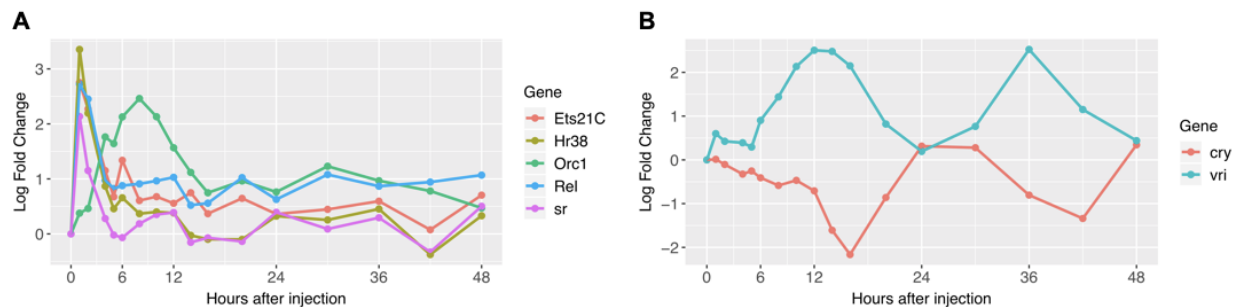 A
Log Fold Change
3
2
1
0
0
6
12
24
36
48
Hours after injection
Gene
Ets21C
Hr38
Orc1
Rel
sr
B
Log Fold Change
2
1
0
−1
−2
0
6
12
24
36
48
Hours after injection
Gene
cry
vri